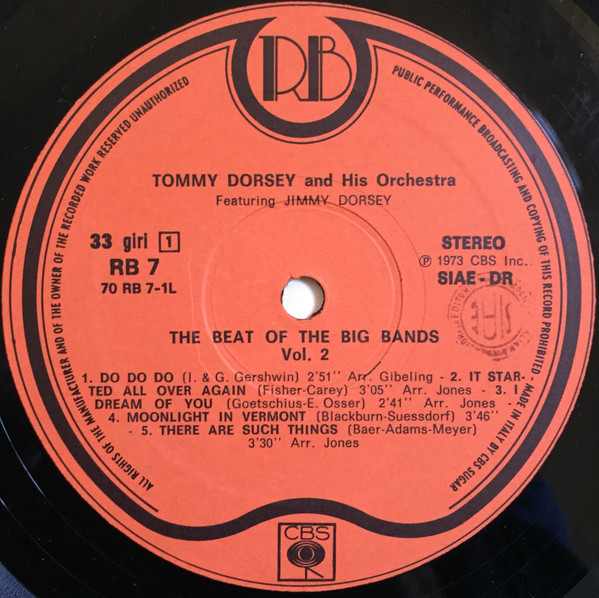 RB
ALL RIGHTS OF THE MANUFACTURER AND OF THE OWNER OF THE RECORDED WORK RESERVED UNAUTHORIZED
PUBLIC PERFORMANCE BROADCASTING AND COPYING OF THIS RECORD PROHIBITED - MADE IN ITALY BY CBS SUGAR
TOMMY DORSEY and His Orchestra
Featuring JIMMY DORSEY
33 giri 1
RB 7
70 RB 7-1L
STEREO
℗ 1973 CBS Inc.
SIAE-DR
THE BEAT OF THE BIG BANDS
Vol. 2
1. DO DO DO (I. & G. Gershwin) 2'51'' Arr. Gibeling - 2. IT STAR-
TED ALL OVER AGAIN (Fisher-Carey) 3'05'' Arr. Jones - 3. I
DREAM OF YOU (Goetschius-E. Osser) 2'41'' Arr. Jones -
4. MOONLIGHT IN VERMONT (Blackburn-Suessdorf) 3'46''
- 5. THERE ARE SUCH THINGS (Baer-Adams-Meyer)
3'30'' Arr. Jones
CBS